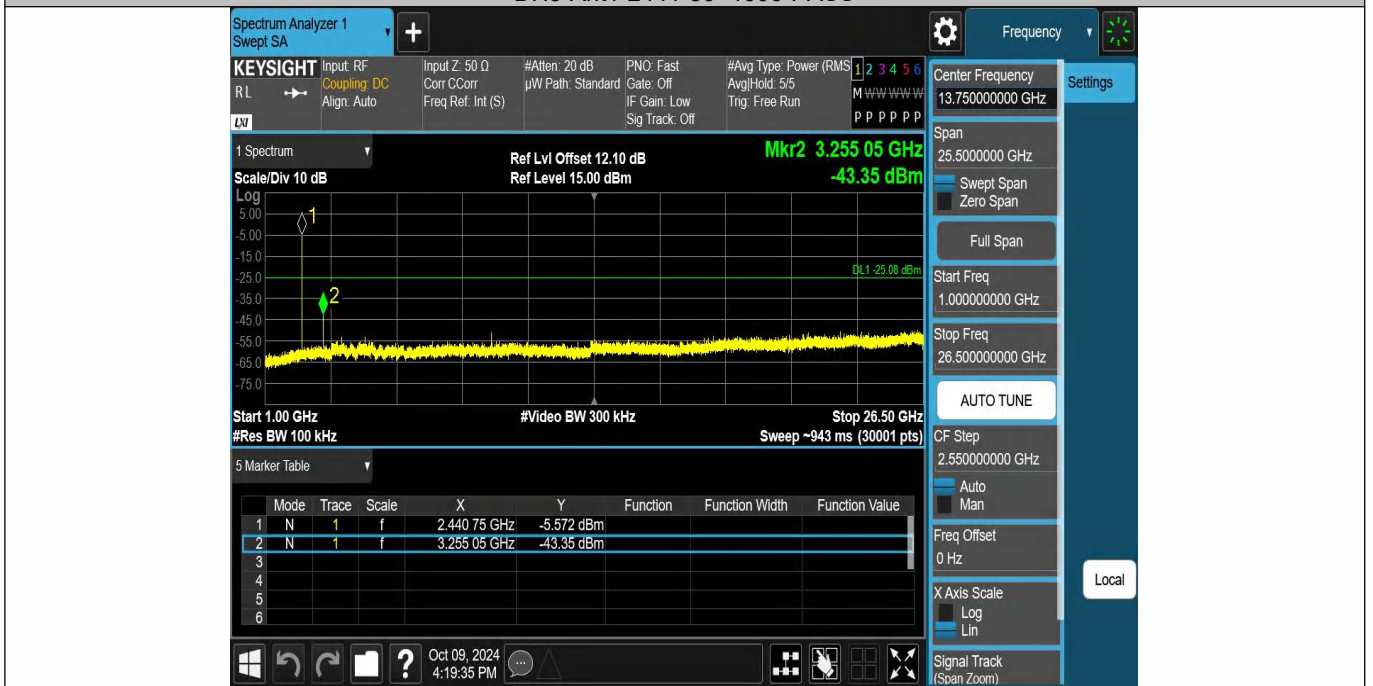 Spectrum Analyzer 1
Swept SA
+
Frequency
KEYSIGHT
RL
LXI
Input: RF
Coupling: DC
Align: Auto
Input Z: 50 Ω
Corr CCorr
Freq Ref: Int (S)
#Atten: 20 dB
µW Path: Standard
PNO: Fast
Gate: Off
IF Gain: Low
Sig Track: Off
#Avg Type: Power (RMS
Avg|Hold: 5/5
Trig: Free Run
1 2 3 4 5 6
M W W W W W
P P P P P P
1 Spectrum
Scale/Div 10 dB
Ref Lvl Offset 12.10 dB
Ref Level 15.00 dBm
Mkr2 3.255 05 GHz
-43.35 dBm
Log
5.00
-5.00
-15.0
-25.0
-35.0
-45.0
-55.0
-65.0
-75.0
1
2
DL1 -25.08 dBm
Start 1.00 GHz
#Video BW 300 kHz
Stop 26.50 GHz
#Res BW 100 kHz
Sweep ~943 ms (30001 pts)
5 Marker Table
Mode Trace Scale X Y Function Function Width Function Value
1 N 1 f 2.440 75 GHz -5.572 dBm
2 N 1 f 3.255 05 GHz -43.35 dBm
3
4
5
6
Oct 09, 2024
4:19:35 PM
Center Frequency
13.750000000 GHz
Settings
Span
25.5000000 GHz
Swept Span
Zero Span
Full Span
Start Freq
1.000000000 GHz
Stop Freq
26.500000000 GHz
AUTO TUNE
CF Step
2.550000000 GHz
Auto
Man
Freq Offset
0 Hz
X Axis Scale
Log
Lin
Local
Signal Track
(Span Zoom)